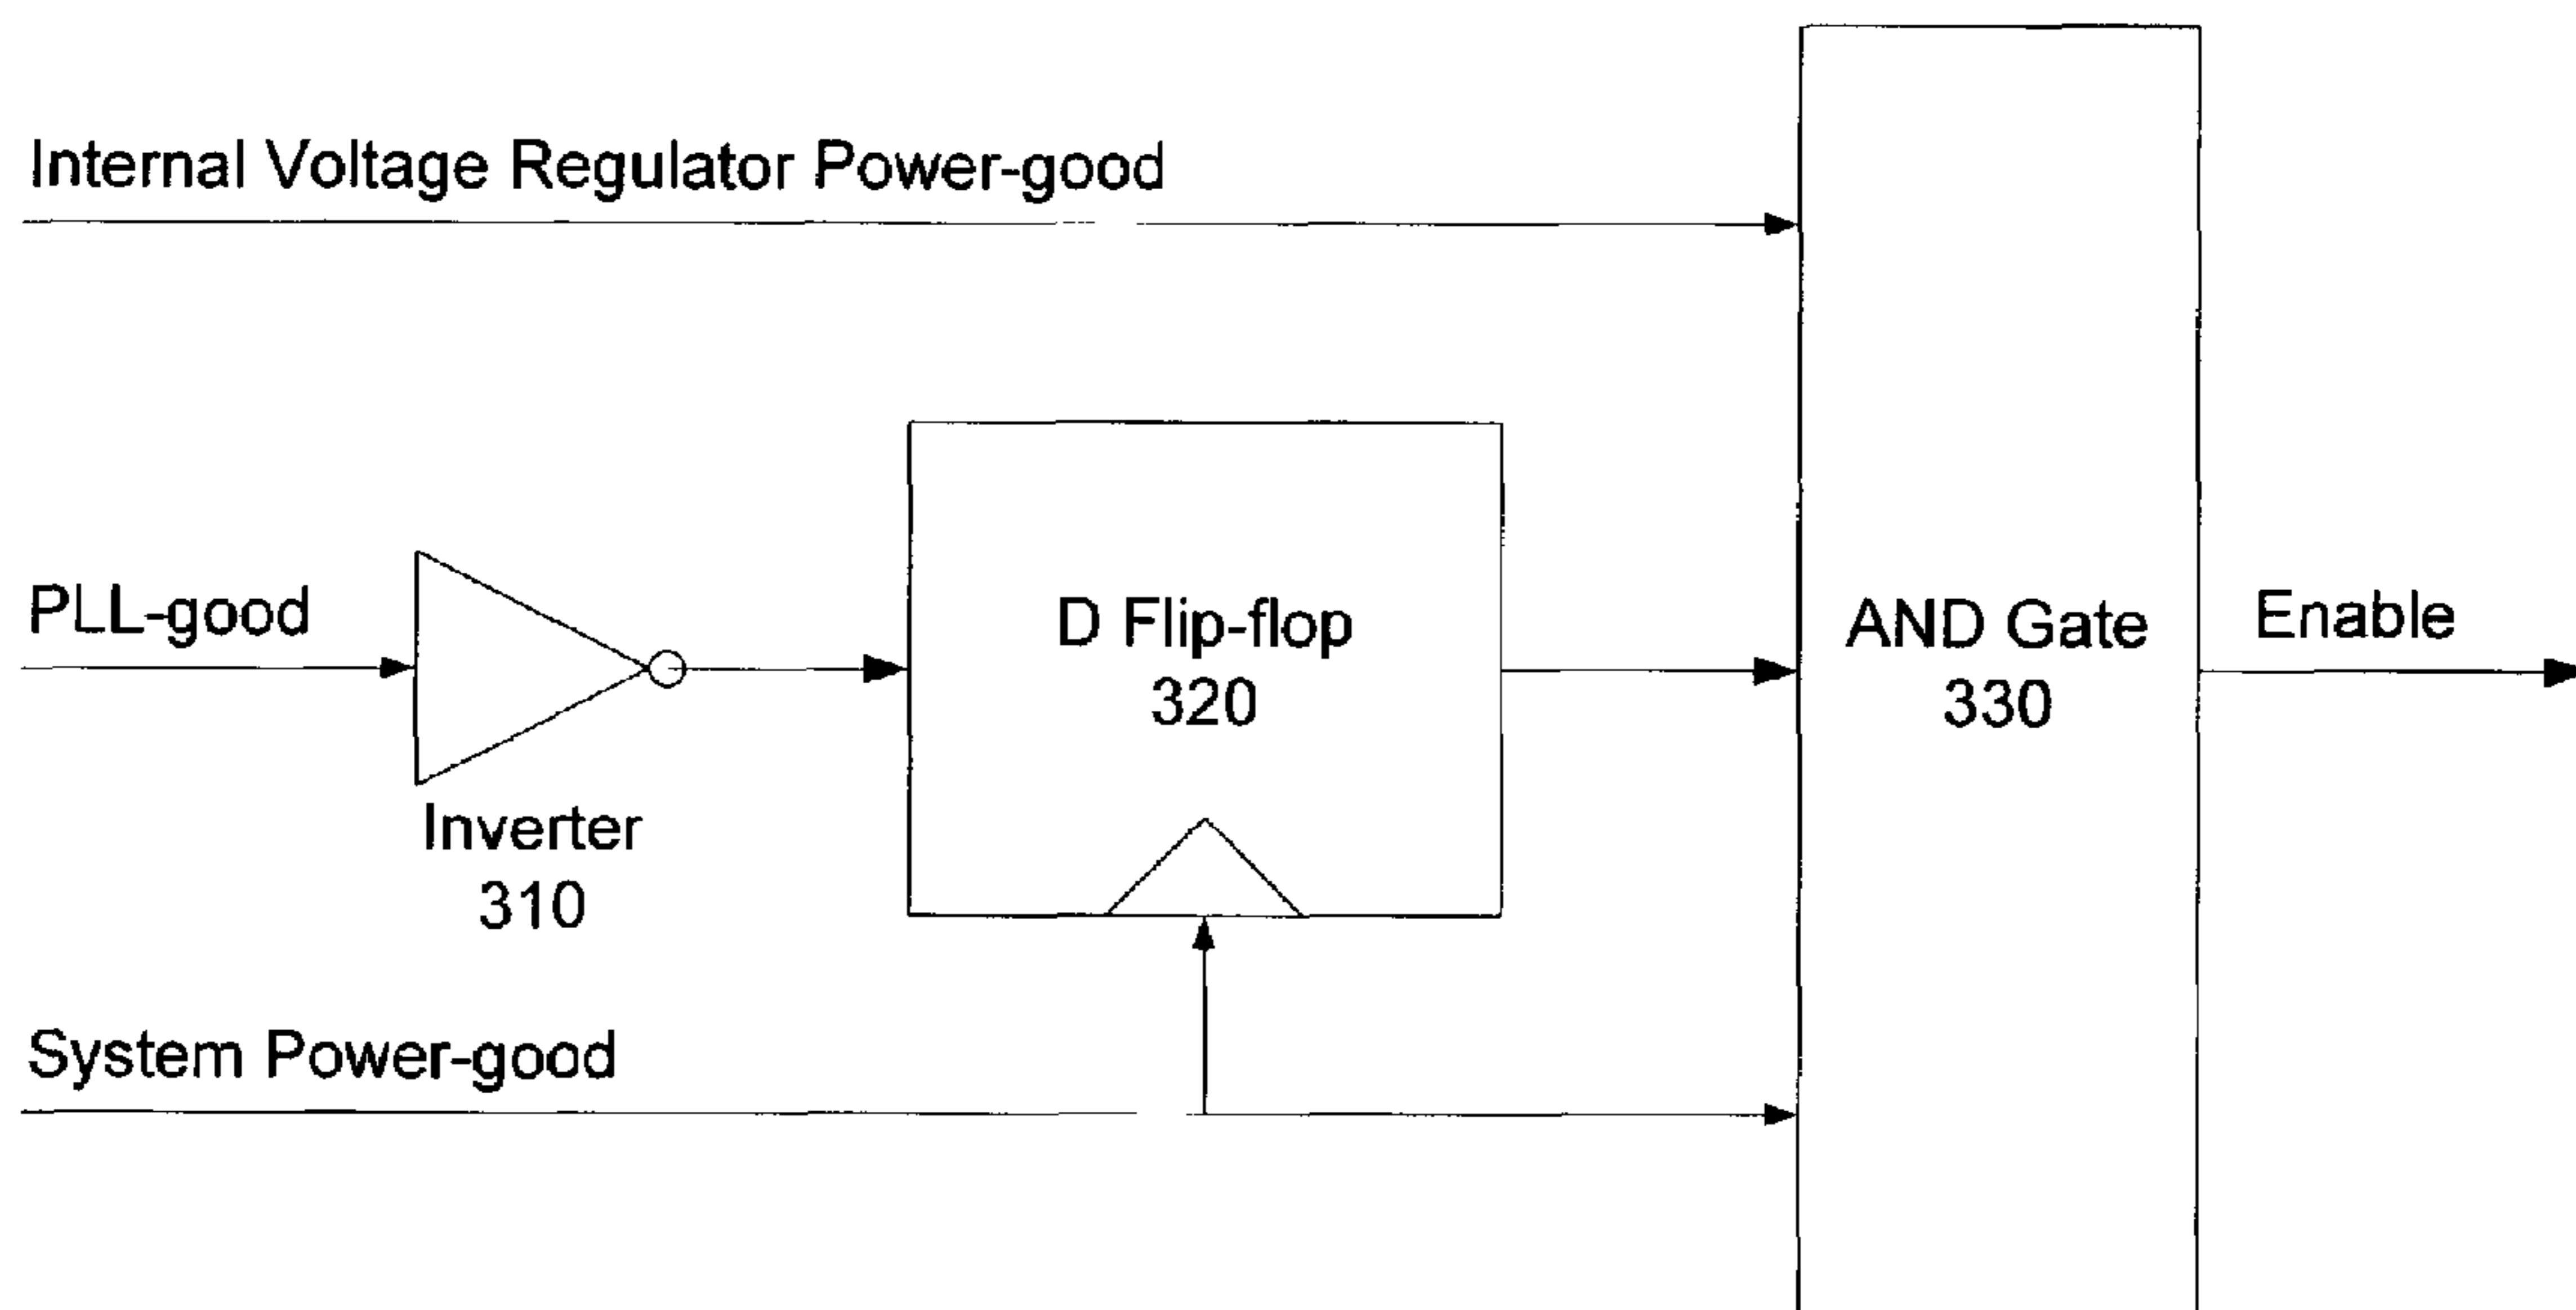 Internal Voltage Regulator Power-good
PLL-good
Inverter
310
D Flip-flop
320
AND Gate
330
Enable
System Power-good